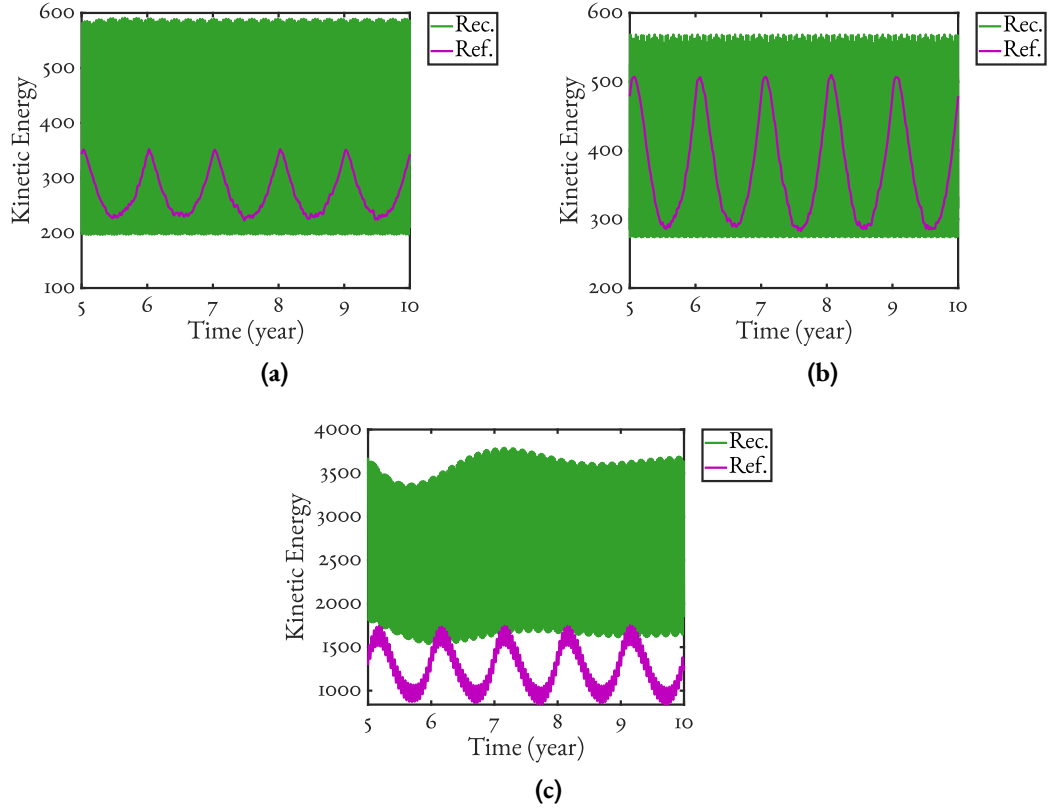 600
500
400
300
200
100
Kinetic Energy
5 6 7 8 9 10
Time (year)
Rec.
Ref.
(a)
600
500
400
300
200
Kinetic Energy
5 6 7 8 9 10
Time (year)
Rec.
Ref.
(b)
4000
3500
3000
2500
2000
1500
1000
Kinetic Energy
5 6 7 8 9 10
Time (year)
Rec.
Ref.
(c)